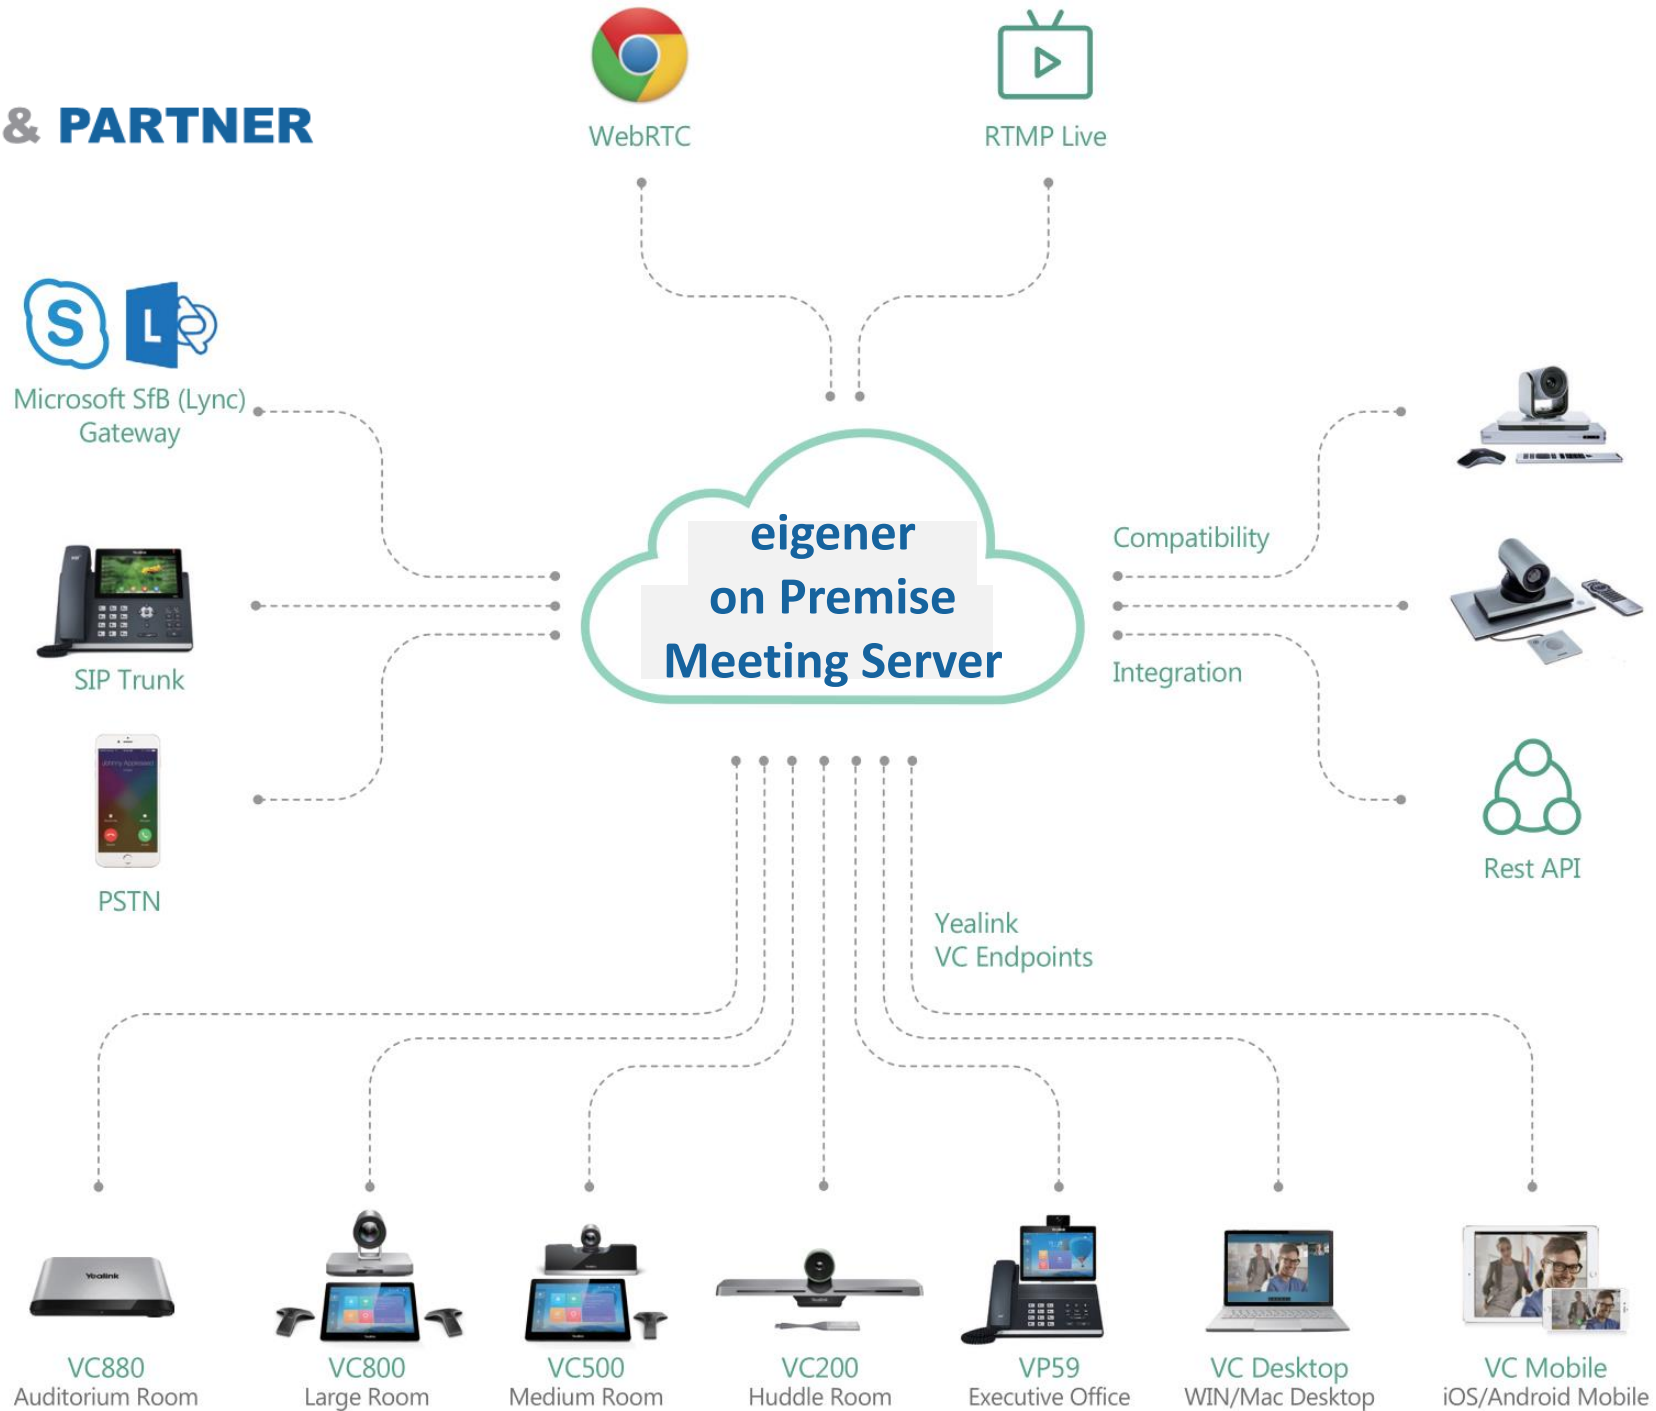 WebRTC
RTMP Live
& PARTNER
Microsoft SfB (Lync)
Gateway
eigener
on Premise
Meeting Server
Compatibility
Integration
SIP Trunk
PSTN
Rest API
Yealink
VC Endpoints
Yealink
VC880
Auditorium Room
VC800
Large Room
VC500
Medium Room
VC200
Huddle Room
VP59
Executive Office
VC Desktop
WIN/Mac Desktop
VC Mobile
iOS/Android Mobile